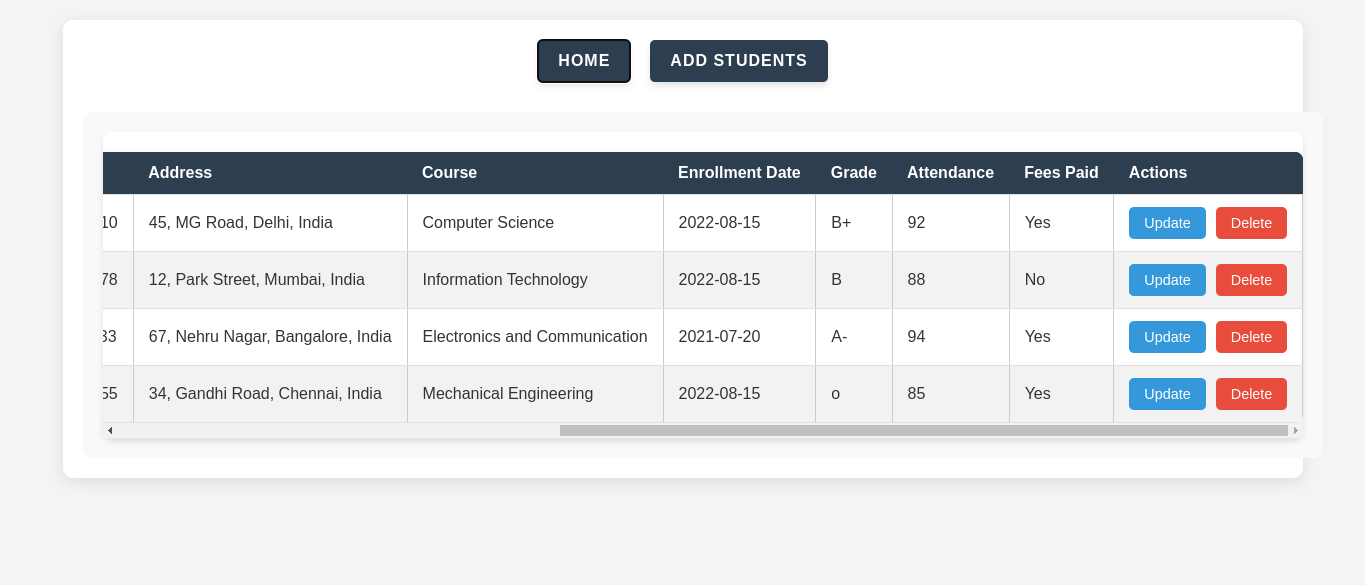 HOME ADD STUDENTS
Address Course Enrollment Date Grade Attendance Fees Paid Actions
10 45, MG Road, Delhi, India Computer Science 2022-08-15 B+ 92 Yes Update Delete
78 12, Park Street, Mumbai, India Information Technology 2022-08-15 B 88 No Update Delete
33 67, Nehru Nagar, Bangalore, India Electronics and Communication 2021-07-20 A- 94 Yes Update Delete
55 34, Gandhi Road, Chennai, India Mechanical Engineering 2022-08-15 o 85 Yes Update Delete